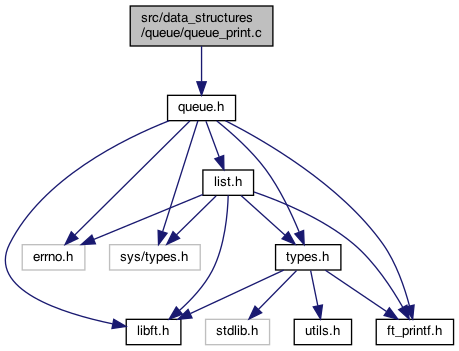 src/data_structures
/queue/queue_print.c
queue.h
list.h
errno.h
sys/types.h
types.h
libft.h
stdlib.h
utils.h
ft_printf.h